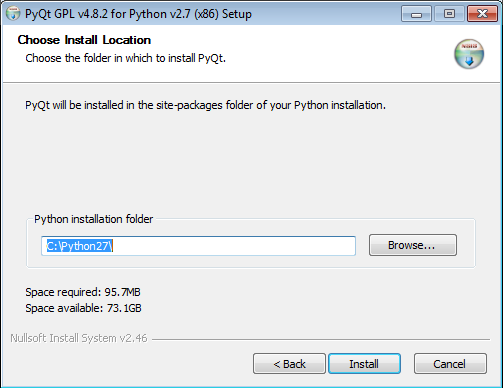 PyQt GPL v4.8.2 for Python v2.7 (x86) Setup
Choose Install Location
Choose the folder in which to install PyQt.
PyQt will be installed in the site-packages folder of your Python installation.
Python installation folder
C:\Python27\
Browse...
Space required: 95.7MB
Space available: 73.1GB
Nullsoft Install System v2.46
< Back
Install
Cancel